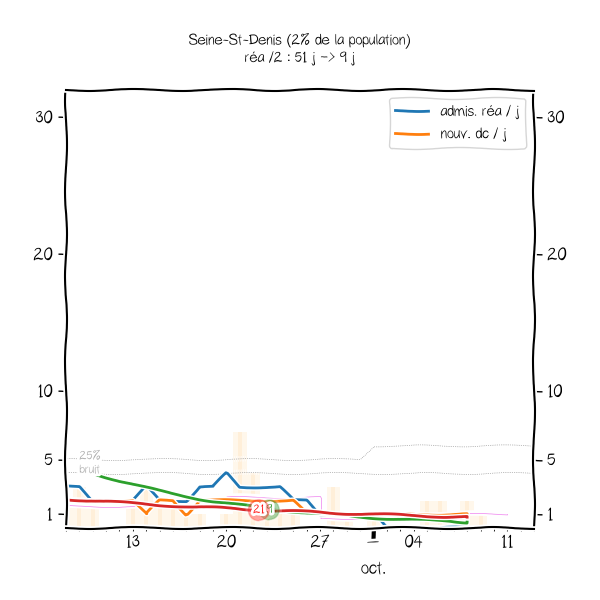 Seine-St-Denis (2% de la population)
réa /2 : 51 j -> 9 j
admis. réa / j
nouv. dc / j
30
30
20
20
10
10
25%
5
5
bruit
1
1
13
20
27
04
11
oct.